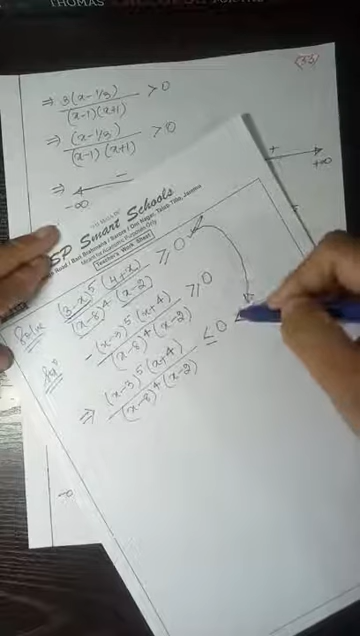 THOMAS
(33)
⇒ 3(x-1/3) / (x-1)(x+1) > 0
⇒ (x-1/3) / (x-1)(x+1) > 0
⇒
-∞ - + +∞
SP Smart Schools
Teacher's Work Sheet
Solve (3-x)⁵ (4+x) / (x-8)⁴ (x-2) ≥ 0
Solⁿ -(x-3)⁵ (x+4) / (x-8)⁴ (x-2) ≥ 0
⇒ (x-3)⁵ (x+4) / (x-8)⁴ (x-2) ≤ 0
-∞